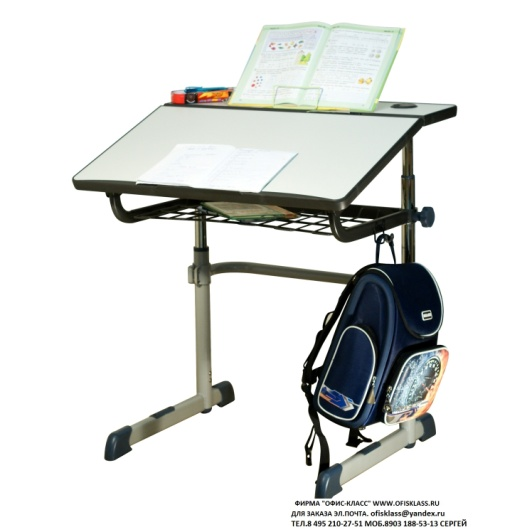 ФИРМА "ОФИС-КЛАСС" WWW.OFISKLASS.RU
ДЛЯ ЗАКАЗА ЭЛ.ПОЧТА. ofisklass@yandex.ru
ТЕЛ.8 495 210-27-51 МОБ.8903 188-55-13 СЕРГЕЙ